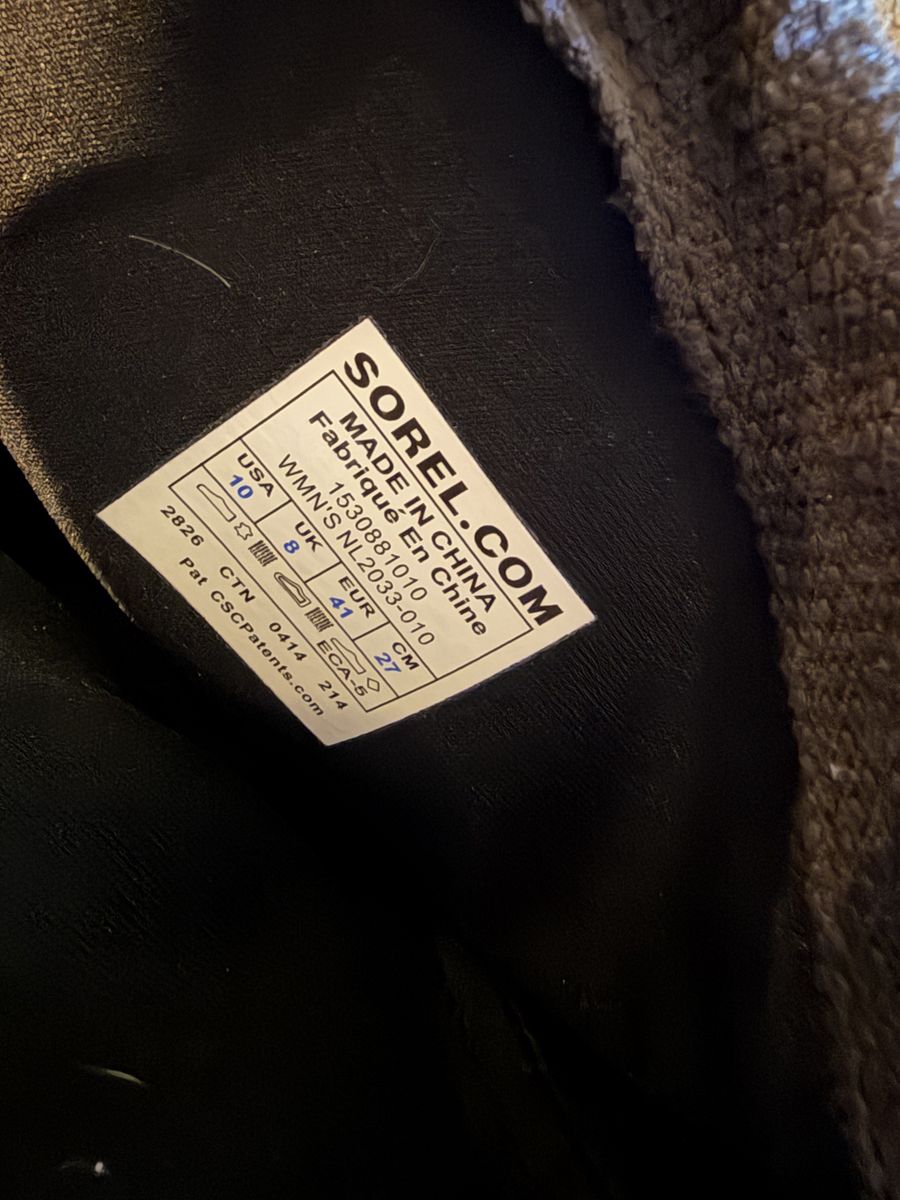 SOREL.COM
MADE IN CHINA
Fabriqué En Chine
1530881010
WMN'S NL2033-010
USA UK EUR CM
10 8 41 27
ECA-5
2826 CTN 0414 214
Pat CSCPatents.com